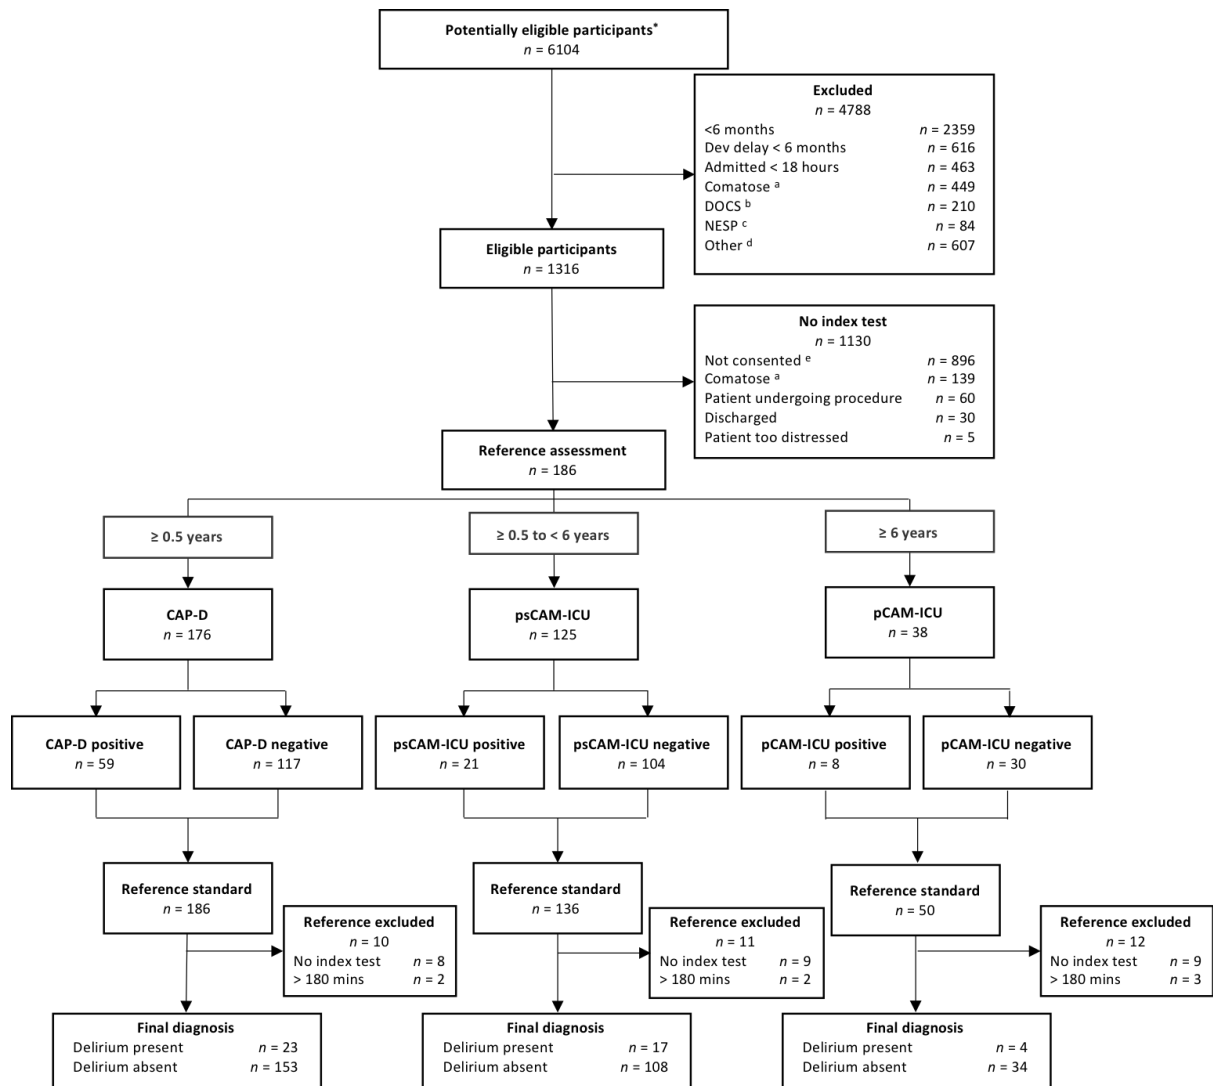 Potentially eligible participants*
n = 6104
Excluded
n = 4788
<6 months n = 2359
Dev delay < 6 months n = 616
Admitted < 18 hours n = 463
Comatose a n = 449
DOCS b n = 210
NESP c n = 84
Other d n = 607
Eligible participants
n = 1316
No index test
n = 1130
Not consented e n = 896
Comatose a n = 139
Patient undergoing procedure n = 60
Discharged n = 30
Patient too distressed n = 5
Reference assessment
n = 186
≥ 0.5 years
≥ 0.5 to < 6 years
≥ 6 years
CAP-D
n = 176
psCAM-ICU
n = 125
pCAM-ICU
n = 38
CAP-D positive
n = 59
CAP-D negative
n = 117
psCAM-ICU positive
n = 21
psCAM-ICU negative
n = 104
pCAM-ICU positive
n = 8
pCAM-ICU negative
n = 30
Reference standard
n = 186
Reference excluded
n = 10
No index test n = 8
> 180 mins n = 2
Reference standard
n = 136
Reference excluded
n = 11
No index test n = 9
> 180 mins n = 2
Reference standard
n = 50
Reference excluded
n = 12
No index test n = 9
> 180 mins n = 3
Final diagnosis
Delirium present n = 23
Delirium absent n = 153
Final diagnosis
Delirium present n = 17
Delirium absent n = 108
Final diagnosis
Delirium present n = 4
Delirium absent n = 34